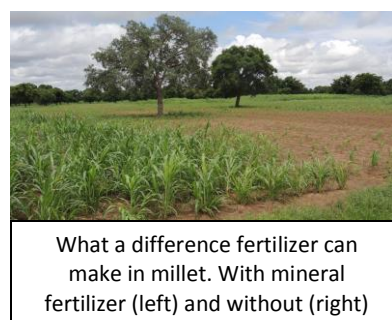 What a difference fertilizer can
make in millet. With mineral
fertilizer (left) and without (right)